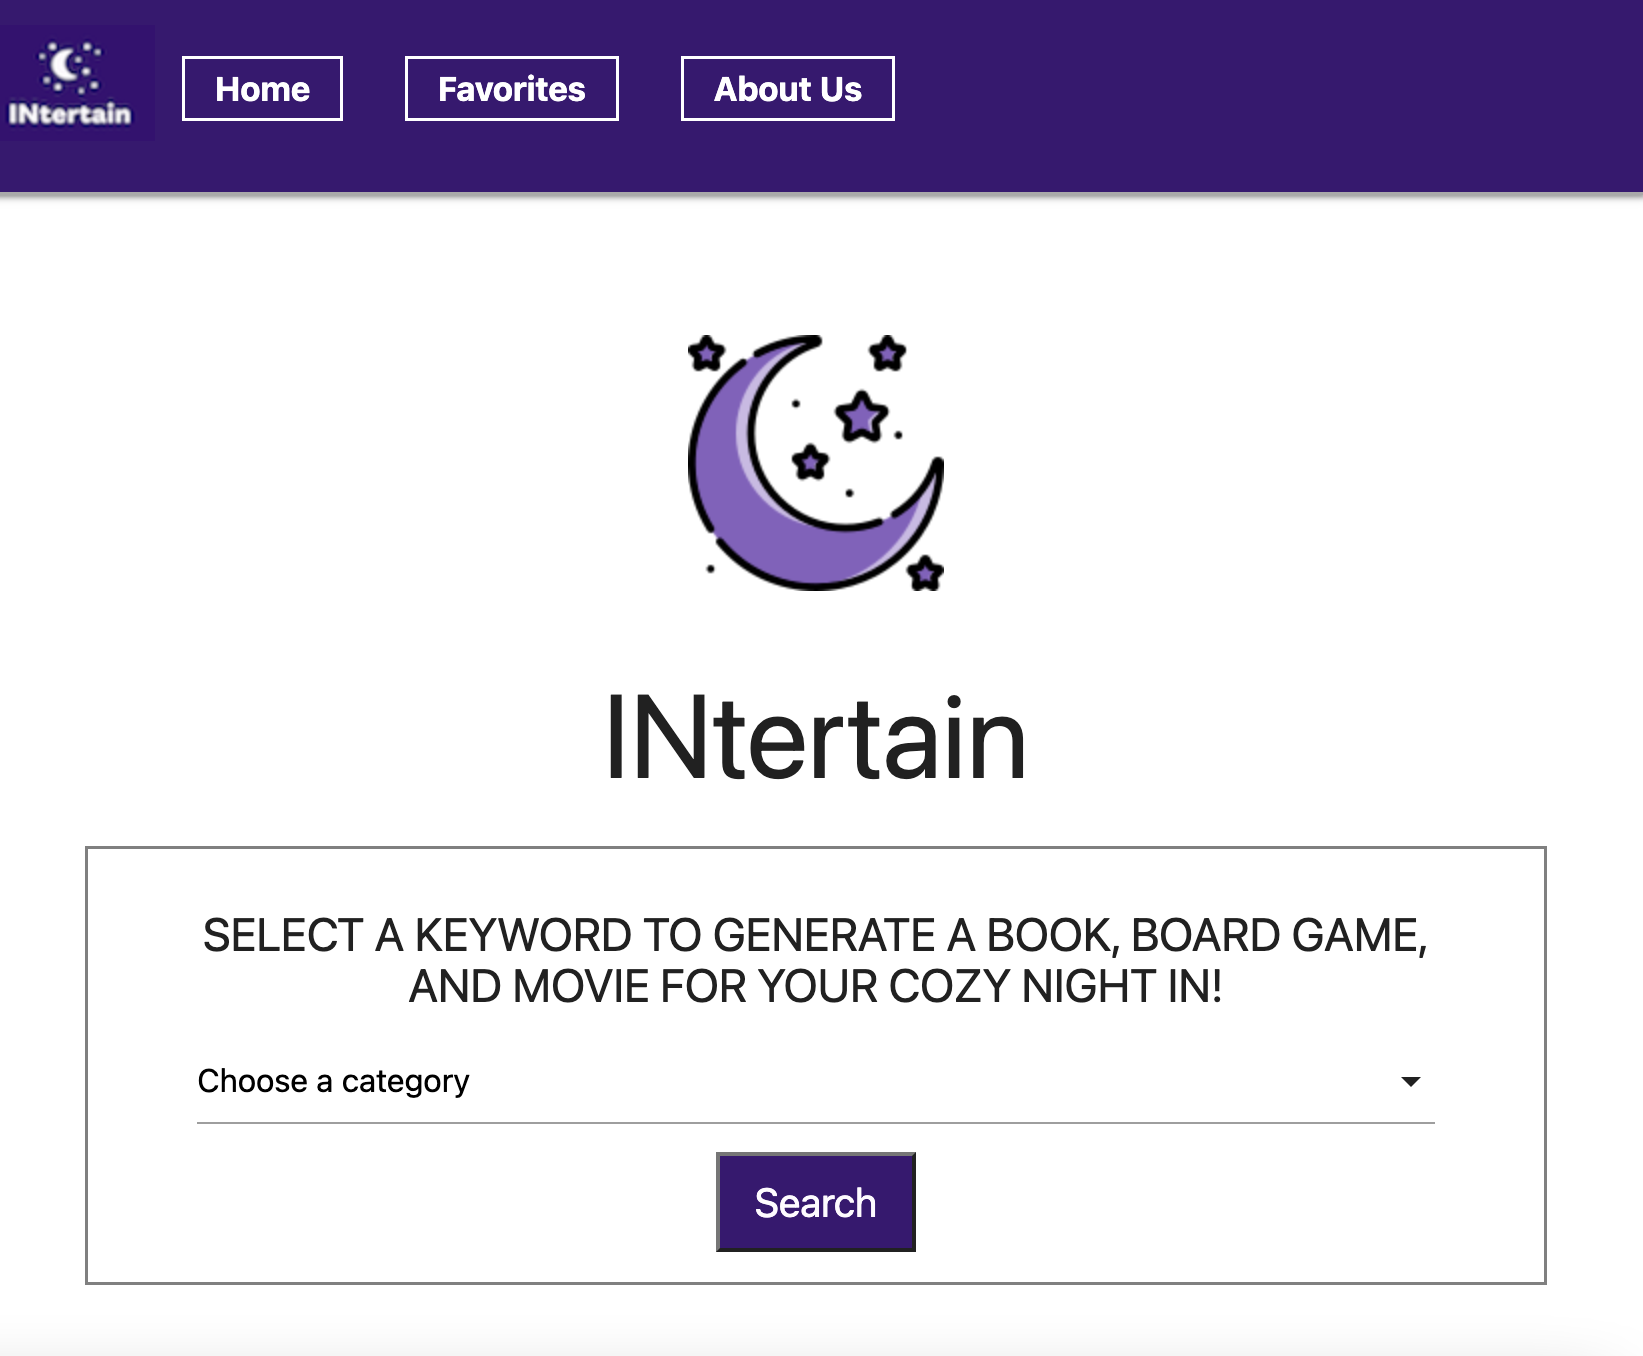 INtertain
Home
Favorites
About Us
INtertain
SELECT A KEYWORD TO GENERATE A BOOK, BOARD GAME,
AND MOVIE FOR YOUR COZY NIGHT IN!
Choose a category
Search